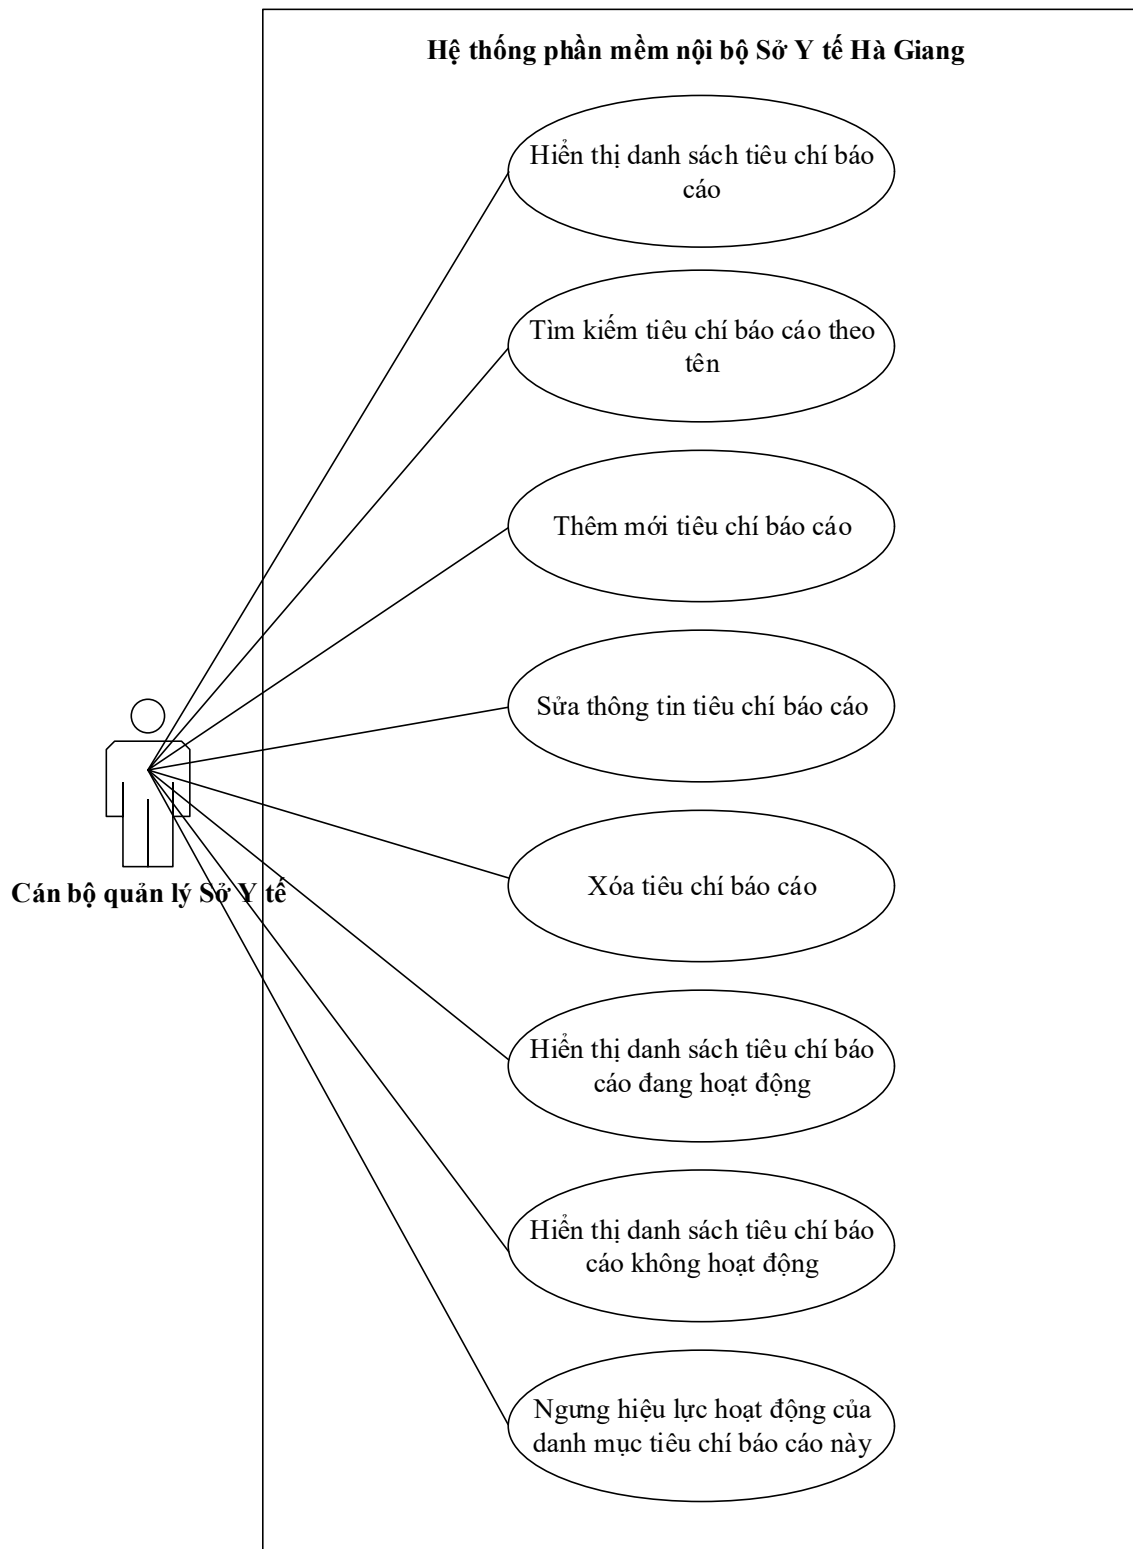 Hệ thống phần mềm nội bộ Sở Y tế Hà Giang
Hiển thị danh sách tiêu chí báo
cáo
Tìm kiếm tiêu chí báo cáo theo
tên
Thêm mới tiêu chí báo cáo
Sửa thông tin tiêu chí báo cáo
Xóa tiêu chí báo cáo
Cán bộ quản lý Sở Y tế
Hiển thị danh sách tiêu chí báo
cáo đang hoạt động
Hiển thị danh sách tiêu chí báo
cáo không hoạt động
Ngưng hiệu lực hoạt động của
danh mục tiêu chí báo cáo này